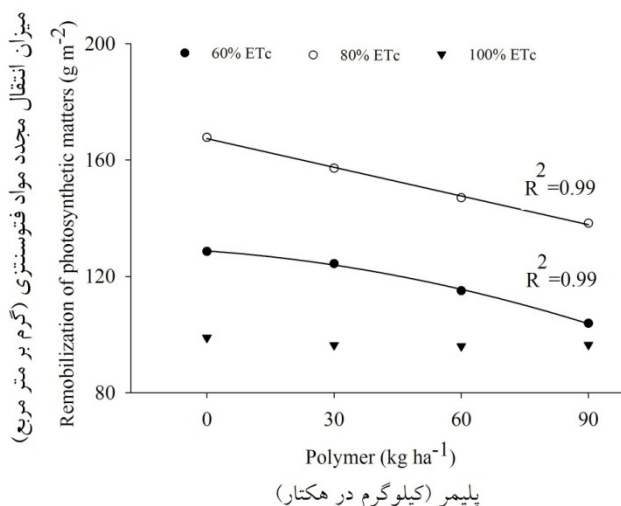 میزان انتقال مجدد مواد فتوسنتزی (گرم بر متر مربع)
Remobilization of photosynthetic matters (g m⁻²)
200
160
120
80
60% ETc 80% ETc 100% ETc
R²=0.99
R²=0.99
0 30 60 90
Polymer (kg ha⁻¹)
پلیمر (کیلوگرم در هکتار)